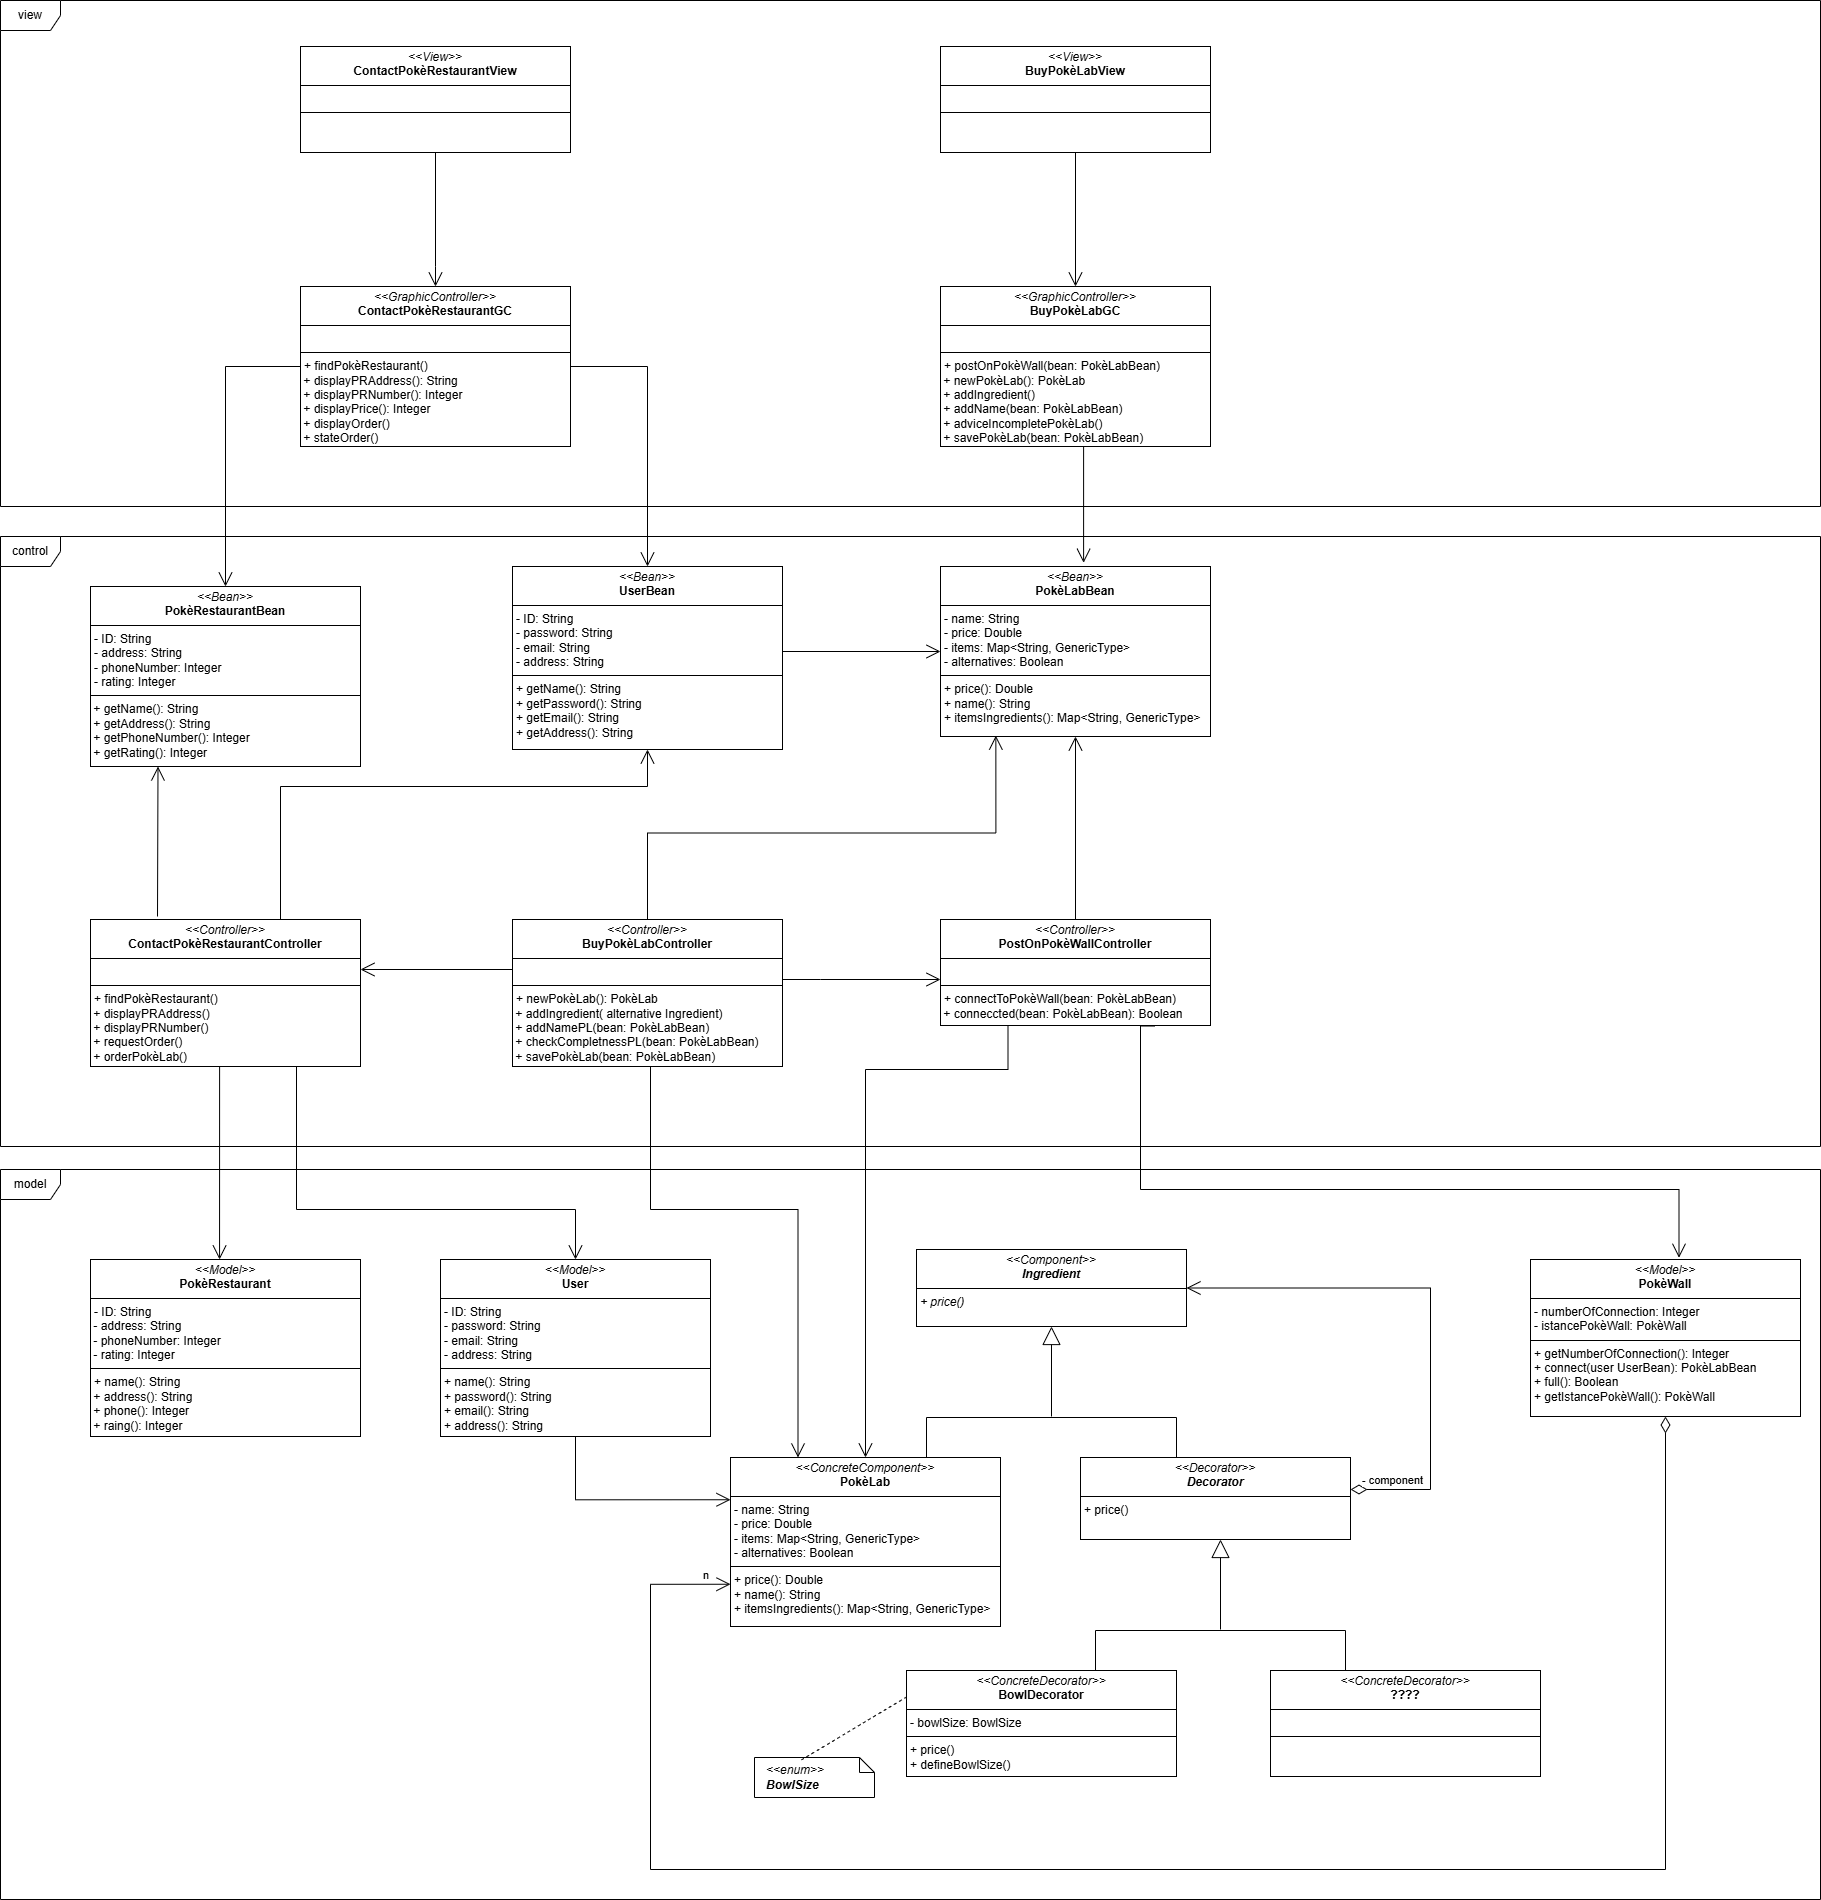 view
<<View>>
ContactPokèRestaurantView
<<View>>
BuyPokèLabView
<<GraphicController>>
ContactPokèRestaurantGC
+ findPokèRestaurant()
+ displayPRAddress(): String
+ displayPRNumber(): Integer
+ displayPrice(): Integer
+ displayOrder()
+ stateOrder()
<<GraphicController>>
BuyPokèLabGC
+ postOnPokèWall(bean: PokèLabBean)
+ newPokèLab(): PokèLab
+ addIngredient()
+ addName(bean: PokèLabBean)
+ adviceIncompletePokèLab()
+ savePokèLab(bean: PokèLabBean)
control
<<Bean>>
PokèRestaurantBean
- ID: String
- address: String
- phoneNumber: Integer
- rating: Integer
+ getName(): String
+ getAddress(): String
+ getPhoneNumber(): Integer
+ getRating(): Integer
<<Bean>>
UserBean
- ID: String
- password: String
- email: String
- address: String
+ getName(): String
+ getPassword(): String
+ getEmail(): String
+ getAddress(): String
<<Bean>>
PokèLabBean
- name: String
- price: Double
- items: Map<String, GenericType>
- alternatives: Boolean
+ price(): Double
+ name(): String
+ itemsIngredients(): Map<String, GenericType>
<<Controller>>
ContactPokèRestaurantController
+ findPokèRestaurant()
+ displayPRAddress()
+ displayPRNumber()
+ requestOrder()
+ orderPokèLab()
<<Controller>>
BuyPokèLabController
+ newPokèLab(): PokèLab
+ addIngredient( alternative Ingredient)
+ addNamePL(bean: PokèLabBean)
+ checkCompletnessPL(bean: PokèLabBean)
+ savePokèLab(bean: PokèLabBean)
<<Controller>>
PostOnPokèWallController
+ connectToPokèWall(bean: PokèLabBean)
+ conneccted(bean: PokèLabBean): Boolean
model
<<Model>>
PokèRestaurant
- ID: String
- address: String
- phoneNumber: Integer
- rating: Integer
+ name(): String
+ address(): String
+ phone(): Integer
+ raing(): Integer
<<Model>>
User
- ID: String
- password: String
- email: String
- address: String
+ name(): String
+ password(): String
+ email(): String
+ address(): String
<<Component>>
Ingredient
+ price()
<<Model>>
PokèWall
- numberOfConnection: Integer
- istancePokèWall: PokèWall
+ getNumberOfConnection(): Integer
+ connect(user UserBean): PokèLabBean
+ full(): Boolean
+ getIstancePokèWall(): PokèWall
<<ConcreteComponent>>
PokèLab
- name: String
- price: Double
- items: Map<String, GenericType>
- alternatives: Boolean
+ price(): Double
+ name(): String
+ itemsIngredients(): Map<String, GenericType>
n
<<Decorator>>
Decorator
+ price()
- component
<<ConcreteDecorator>>
BowlDecorator
- bowlSize: BowlSize
+ price()
+ defineBowlSize()
<<ConcreteDecorator>>
????
<<enum>>
BowlSize